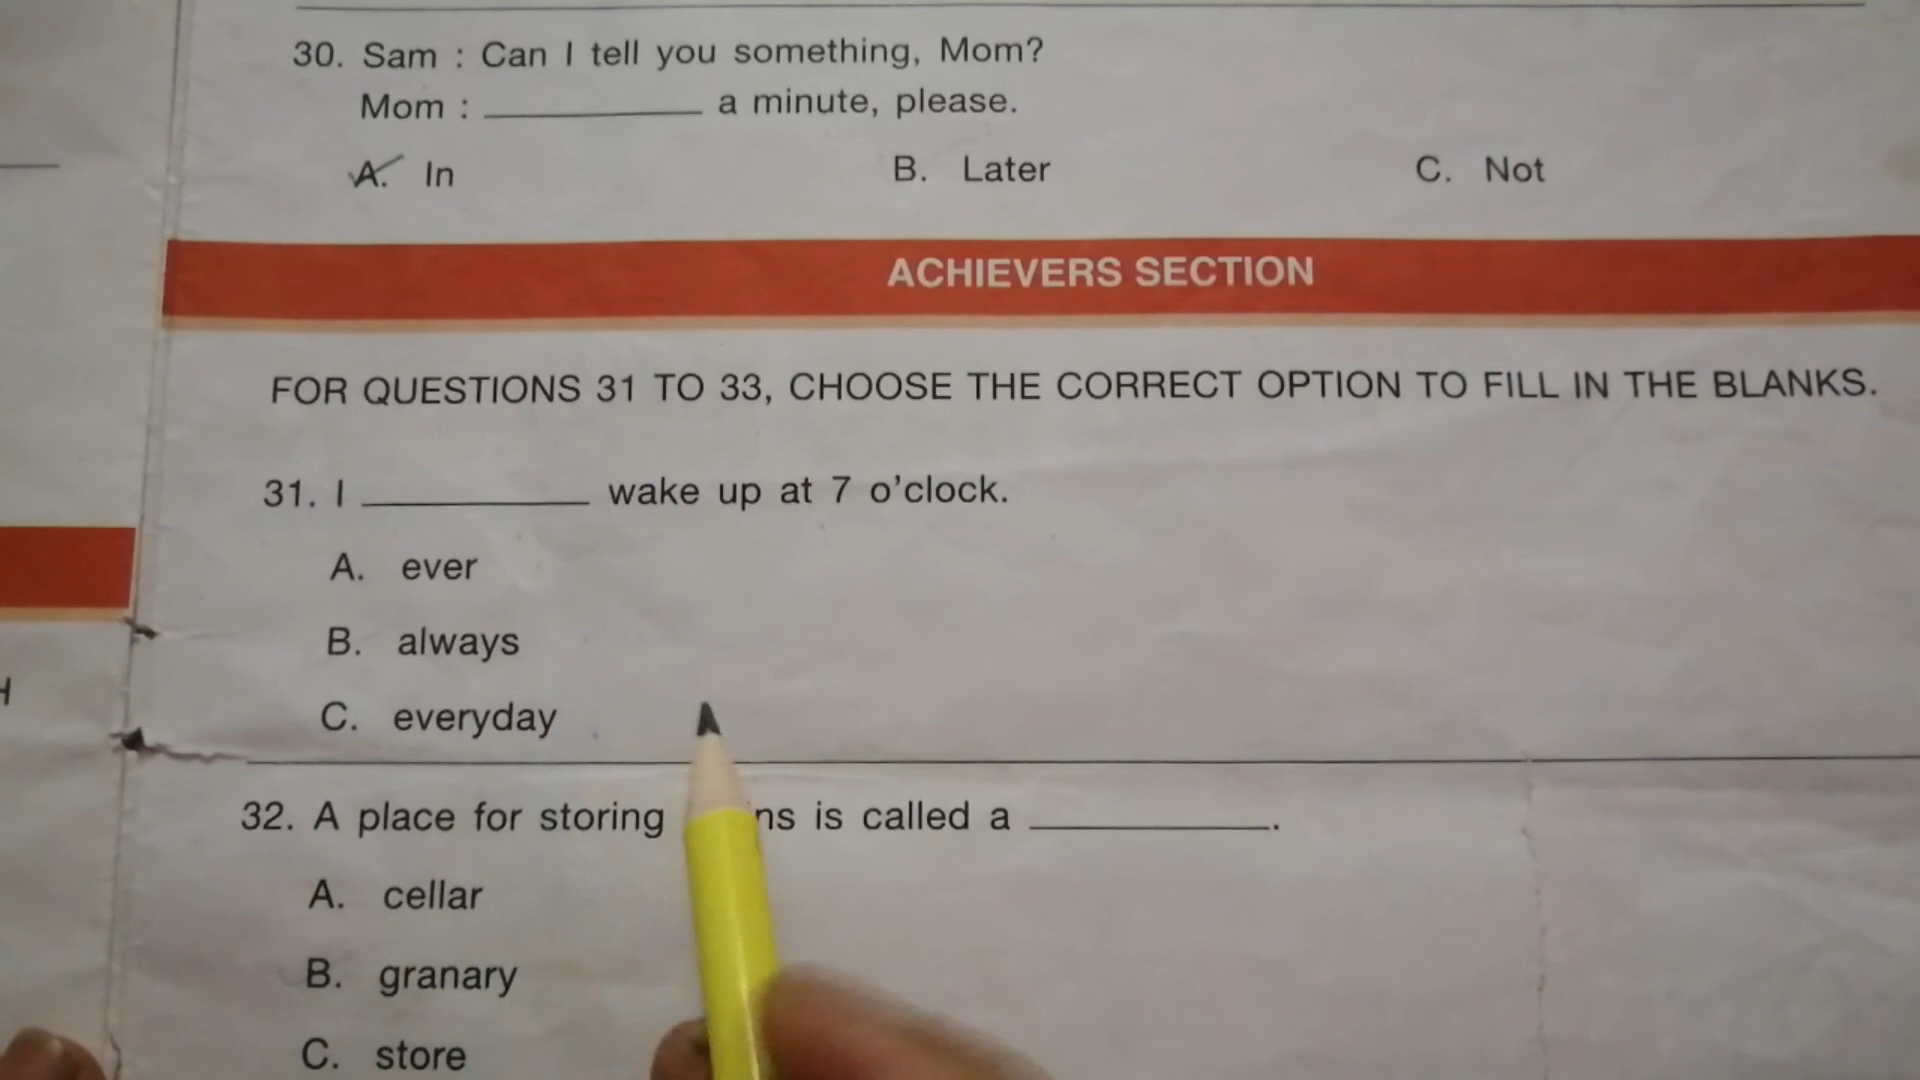 30. Sam : Can I tell you something, Mom?
Mom : __________ a minute, please.
A. In B. Later C. Not
ACHIEVERS SECTION
FOR QUESTIONS 31 TO 33, CHOOSE THE CORRECT OPTION TO FILL IN THE BLANKS.
31. I __________ wake up at 7 o'clock.
A. ever
B. always
C. everyday
32. A place for storing is called a __________.
A. cellar
B. granary
C. store